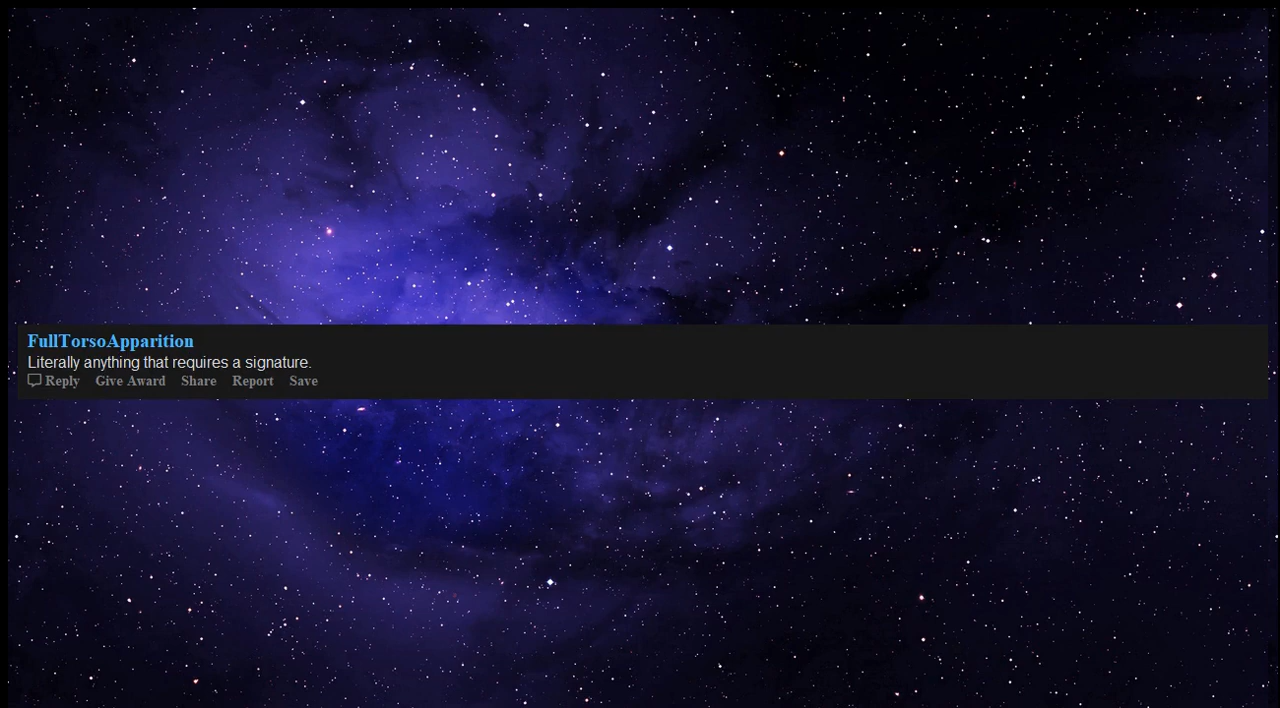 FullTorsoApparition
Literally anything that requires a signature.
Reply Give Award Share Report Save